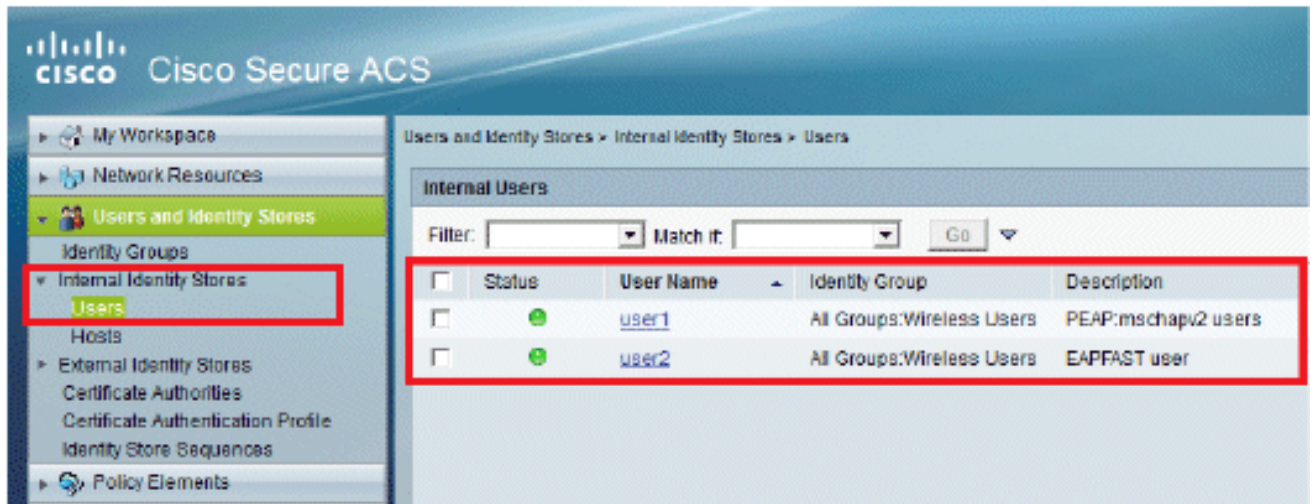 CISCO Cisco Secure ACS
My Workspace
Network Resources
Users and Identity Stores
Identity Groups
Internal Identity Stores
Users
Hosts
External Identity Stores
Certificate Authorities
Certificate Authentication Profile
Identity Store Sequences
Policy Elements
Users and Identity Stores > Internal Identity Stores > Users
Internal Users
Filter: Match if: Go
Status User Name Identity Group Description
user1 All Groups:Wireless Users PEAP:mschapv2 users
user2 All Groups:Wireless Users EAPFAST user